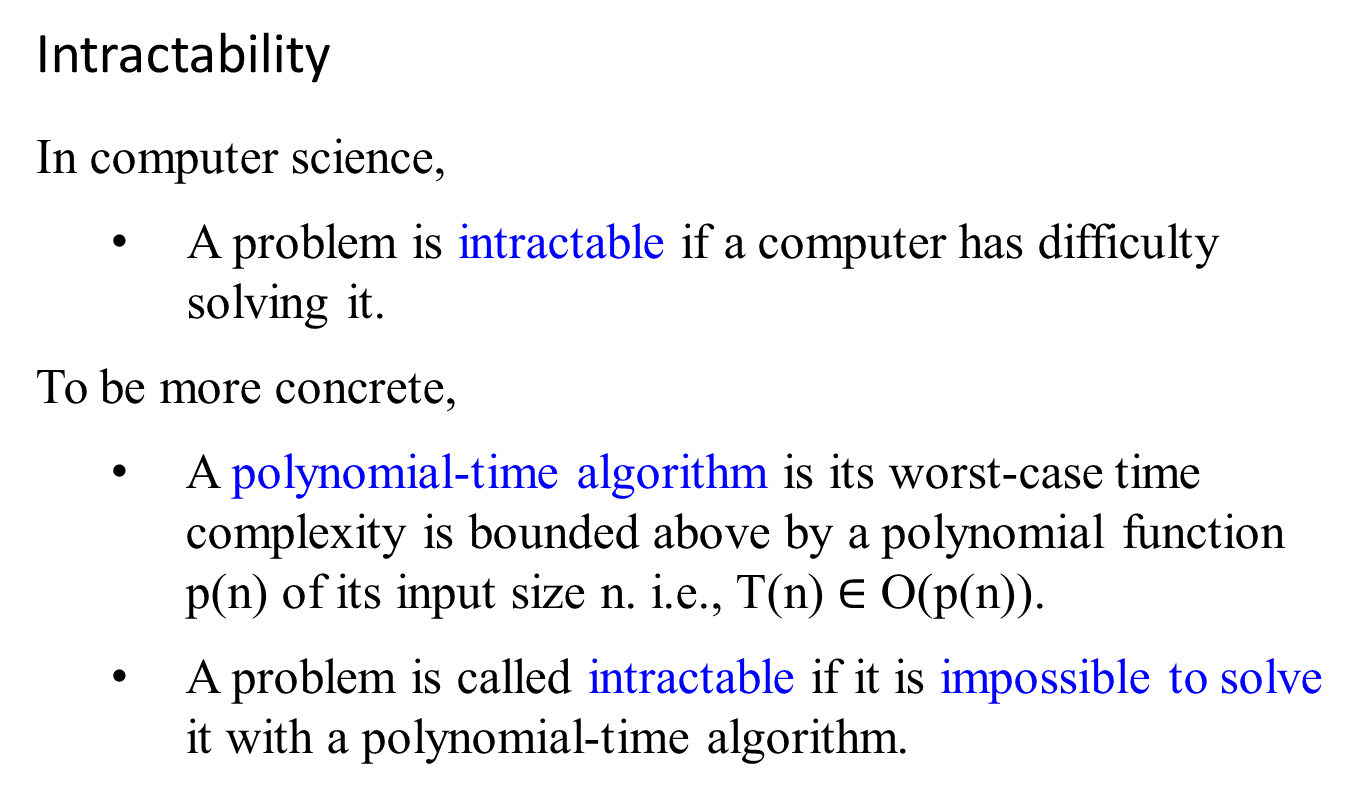 Intractability
In computer science,
• A problem is intractable if a computer has difficulty
solving it.
To be more concrete,
• A polynomial-time algorithm is its worst-case time
complexity is bounded above by a polynomial function
p(n) of its input size n. i.e., T(n) ∈ O(p(n)).
• A problem is called intractable if it is impossible to solve
it with a polynomial-time algorithm.